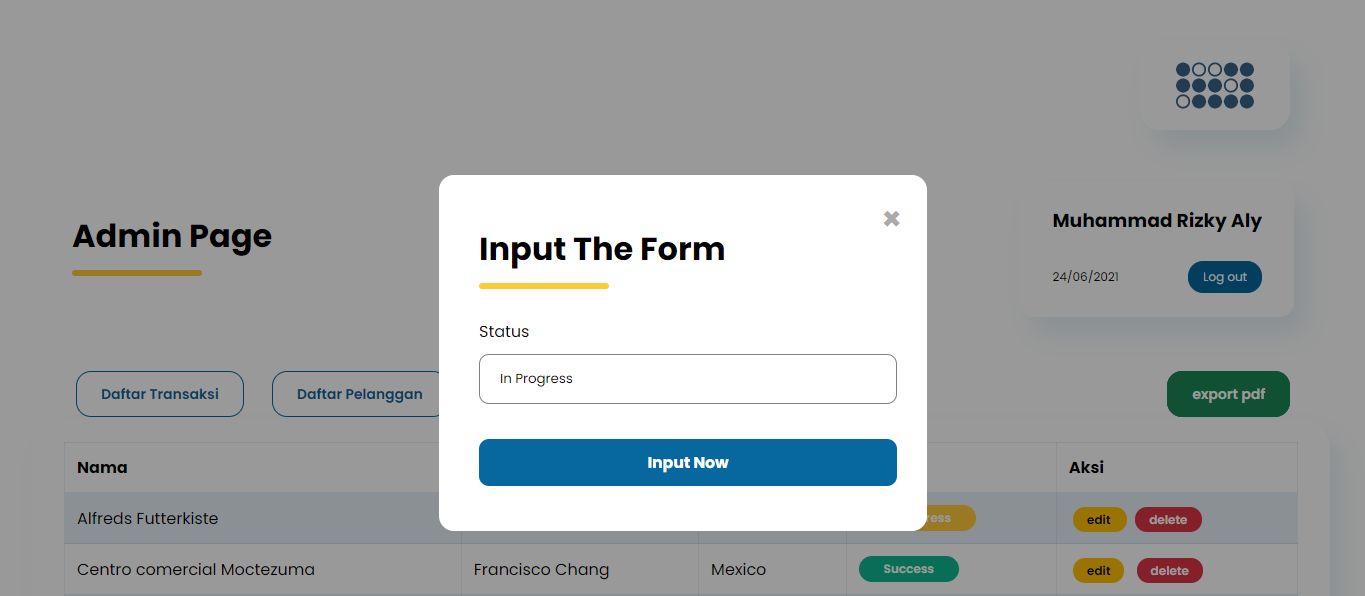 Admin Page
Muhammad Rizky Aly
24/06/2021
Log out
✖
Input The Form
Status
In Progress
Input Now
Daftar Transaksi
Daftar Pelanggan
export pdf
Nama
Aksi
Alfreds Futterkiste
edit
delete
Centro comercial Moctezuma
Francisco Chang
Mexico
Success
edit
delete